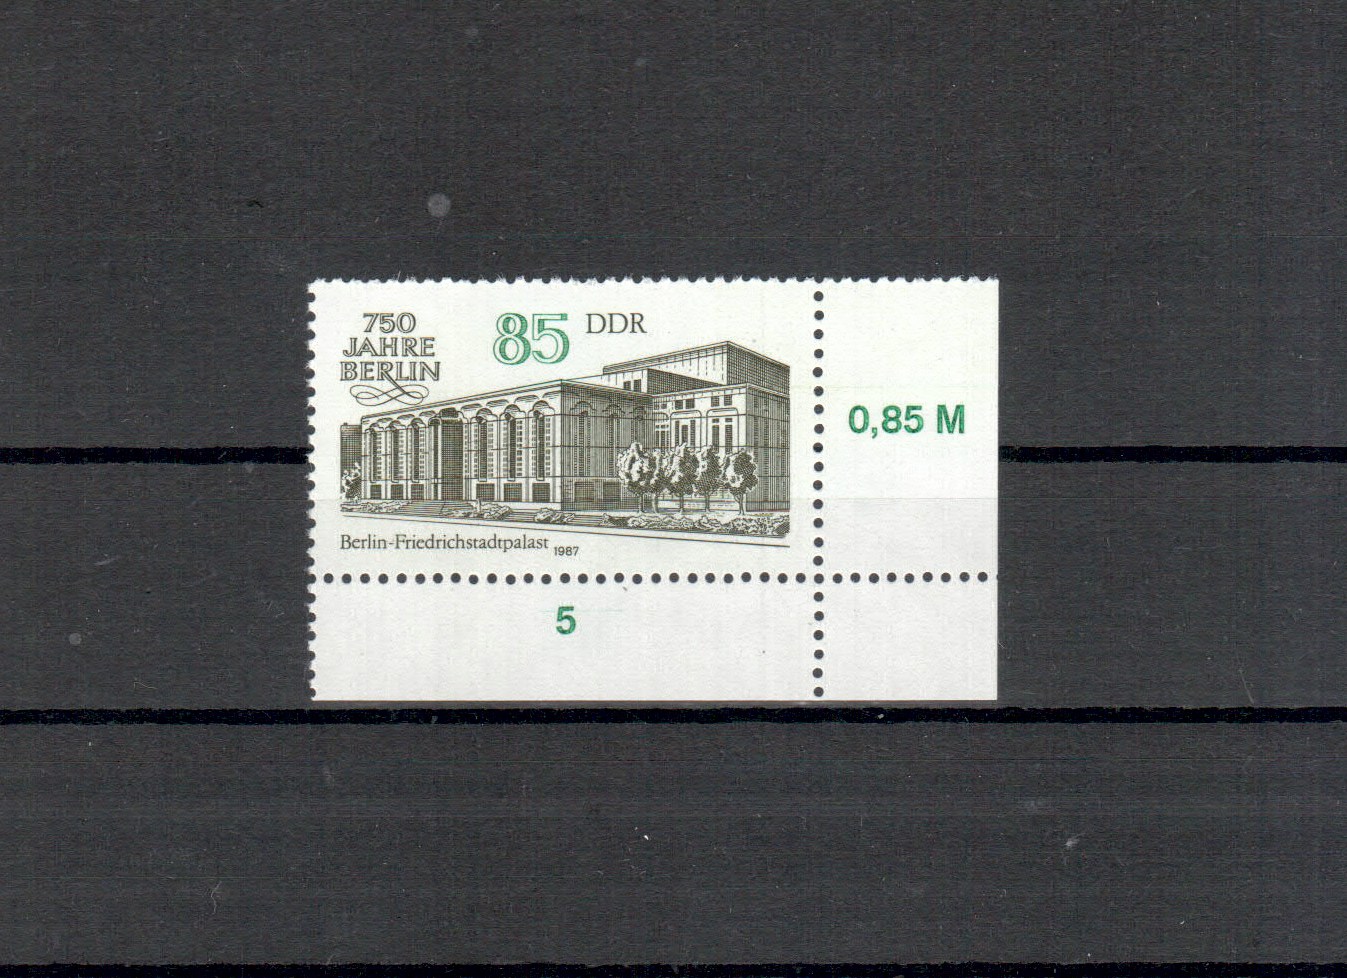 750
JAHRE
BERLIN
85 DDR
0,85 M
Berlin-Friedrichstadtpalast 1987
5